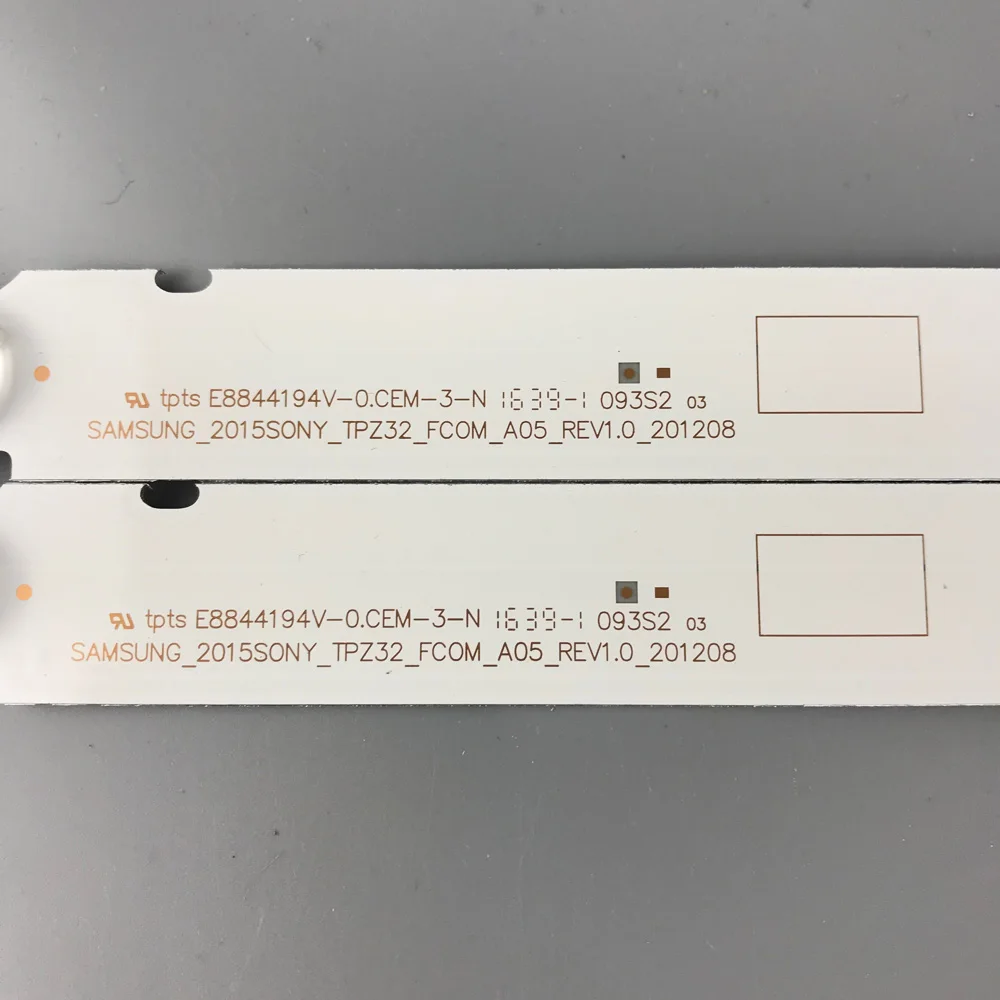 tpts E8844194V-0.CEM-3-N 1639-1 093S2 03
SAMSUNG_2015SONY_TPZ32_FCOM_A05_REV1.0_201208
tpts E8844194V-0.CEM-3-N 1639-1 093S2 03
SAMSUNG_2015SONY_TPZ32_FCOM_A05_REV1.0_201208